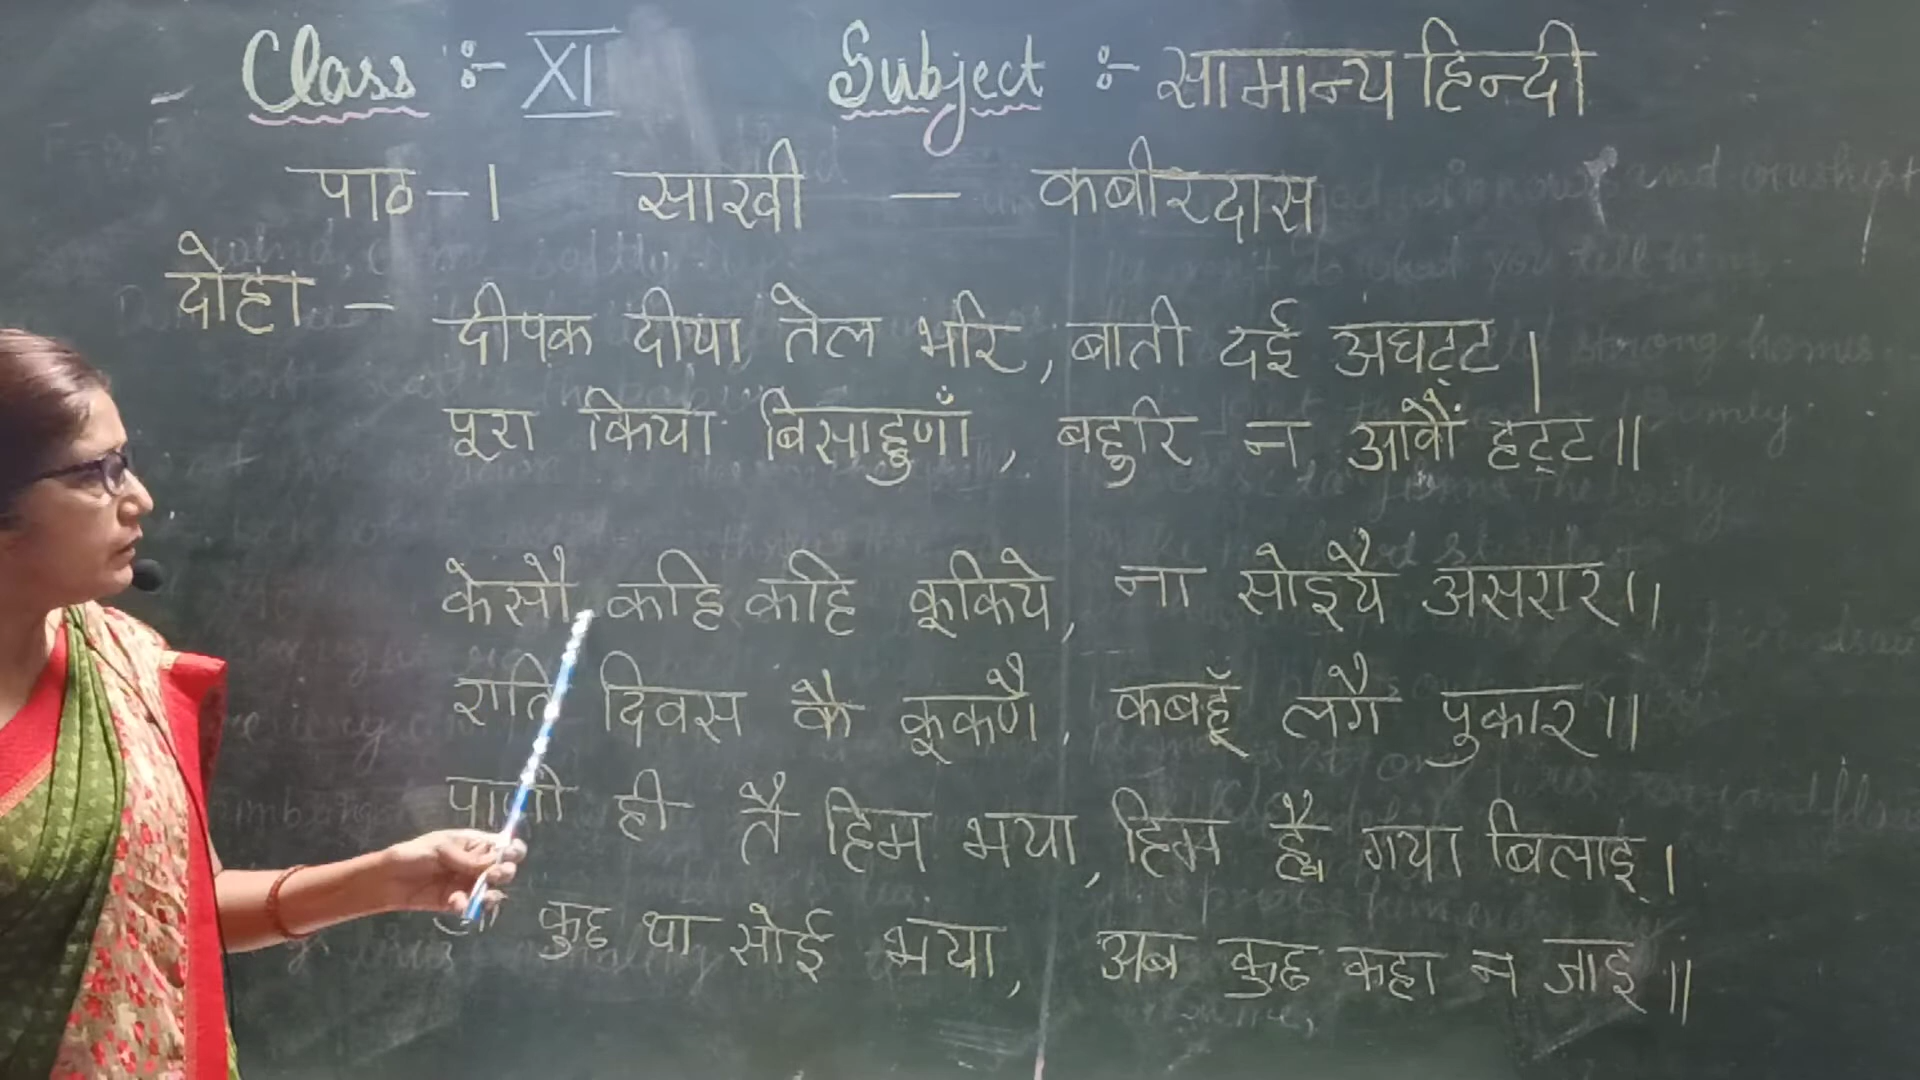 Class :- XI Subject :- सामान्य हिन्दी
पाठ - 1 साखी — कबीरदास
दोहा -
दीपक दीया तेल भरि, बाती दई अघट्ट।
पूरा किया बिसाहुणाँ, बहुरि न आवौं हट्ट॥
केसौ कहि कहि कूकिये, ना सोइयै असरार।।
राति दिवस कै कूकणै, कबहूँ लगै पुकार॥
पाणी ही तै हिम भया, हिम ह्वै गया बिलाइ।
कुछ था सोई भया, अब कुछ कहा न जाइ॥